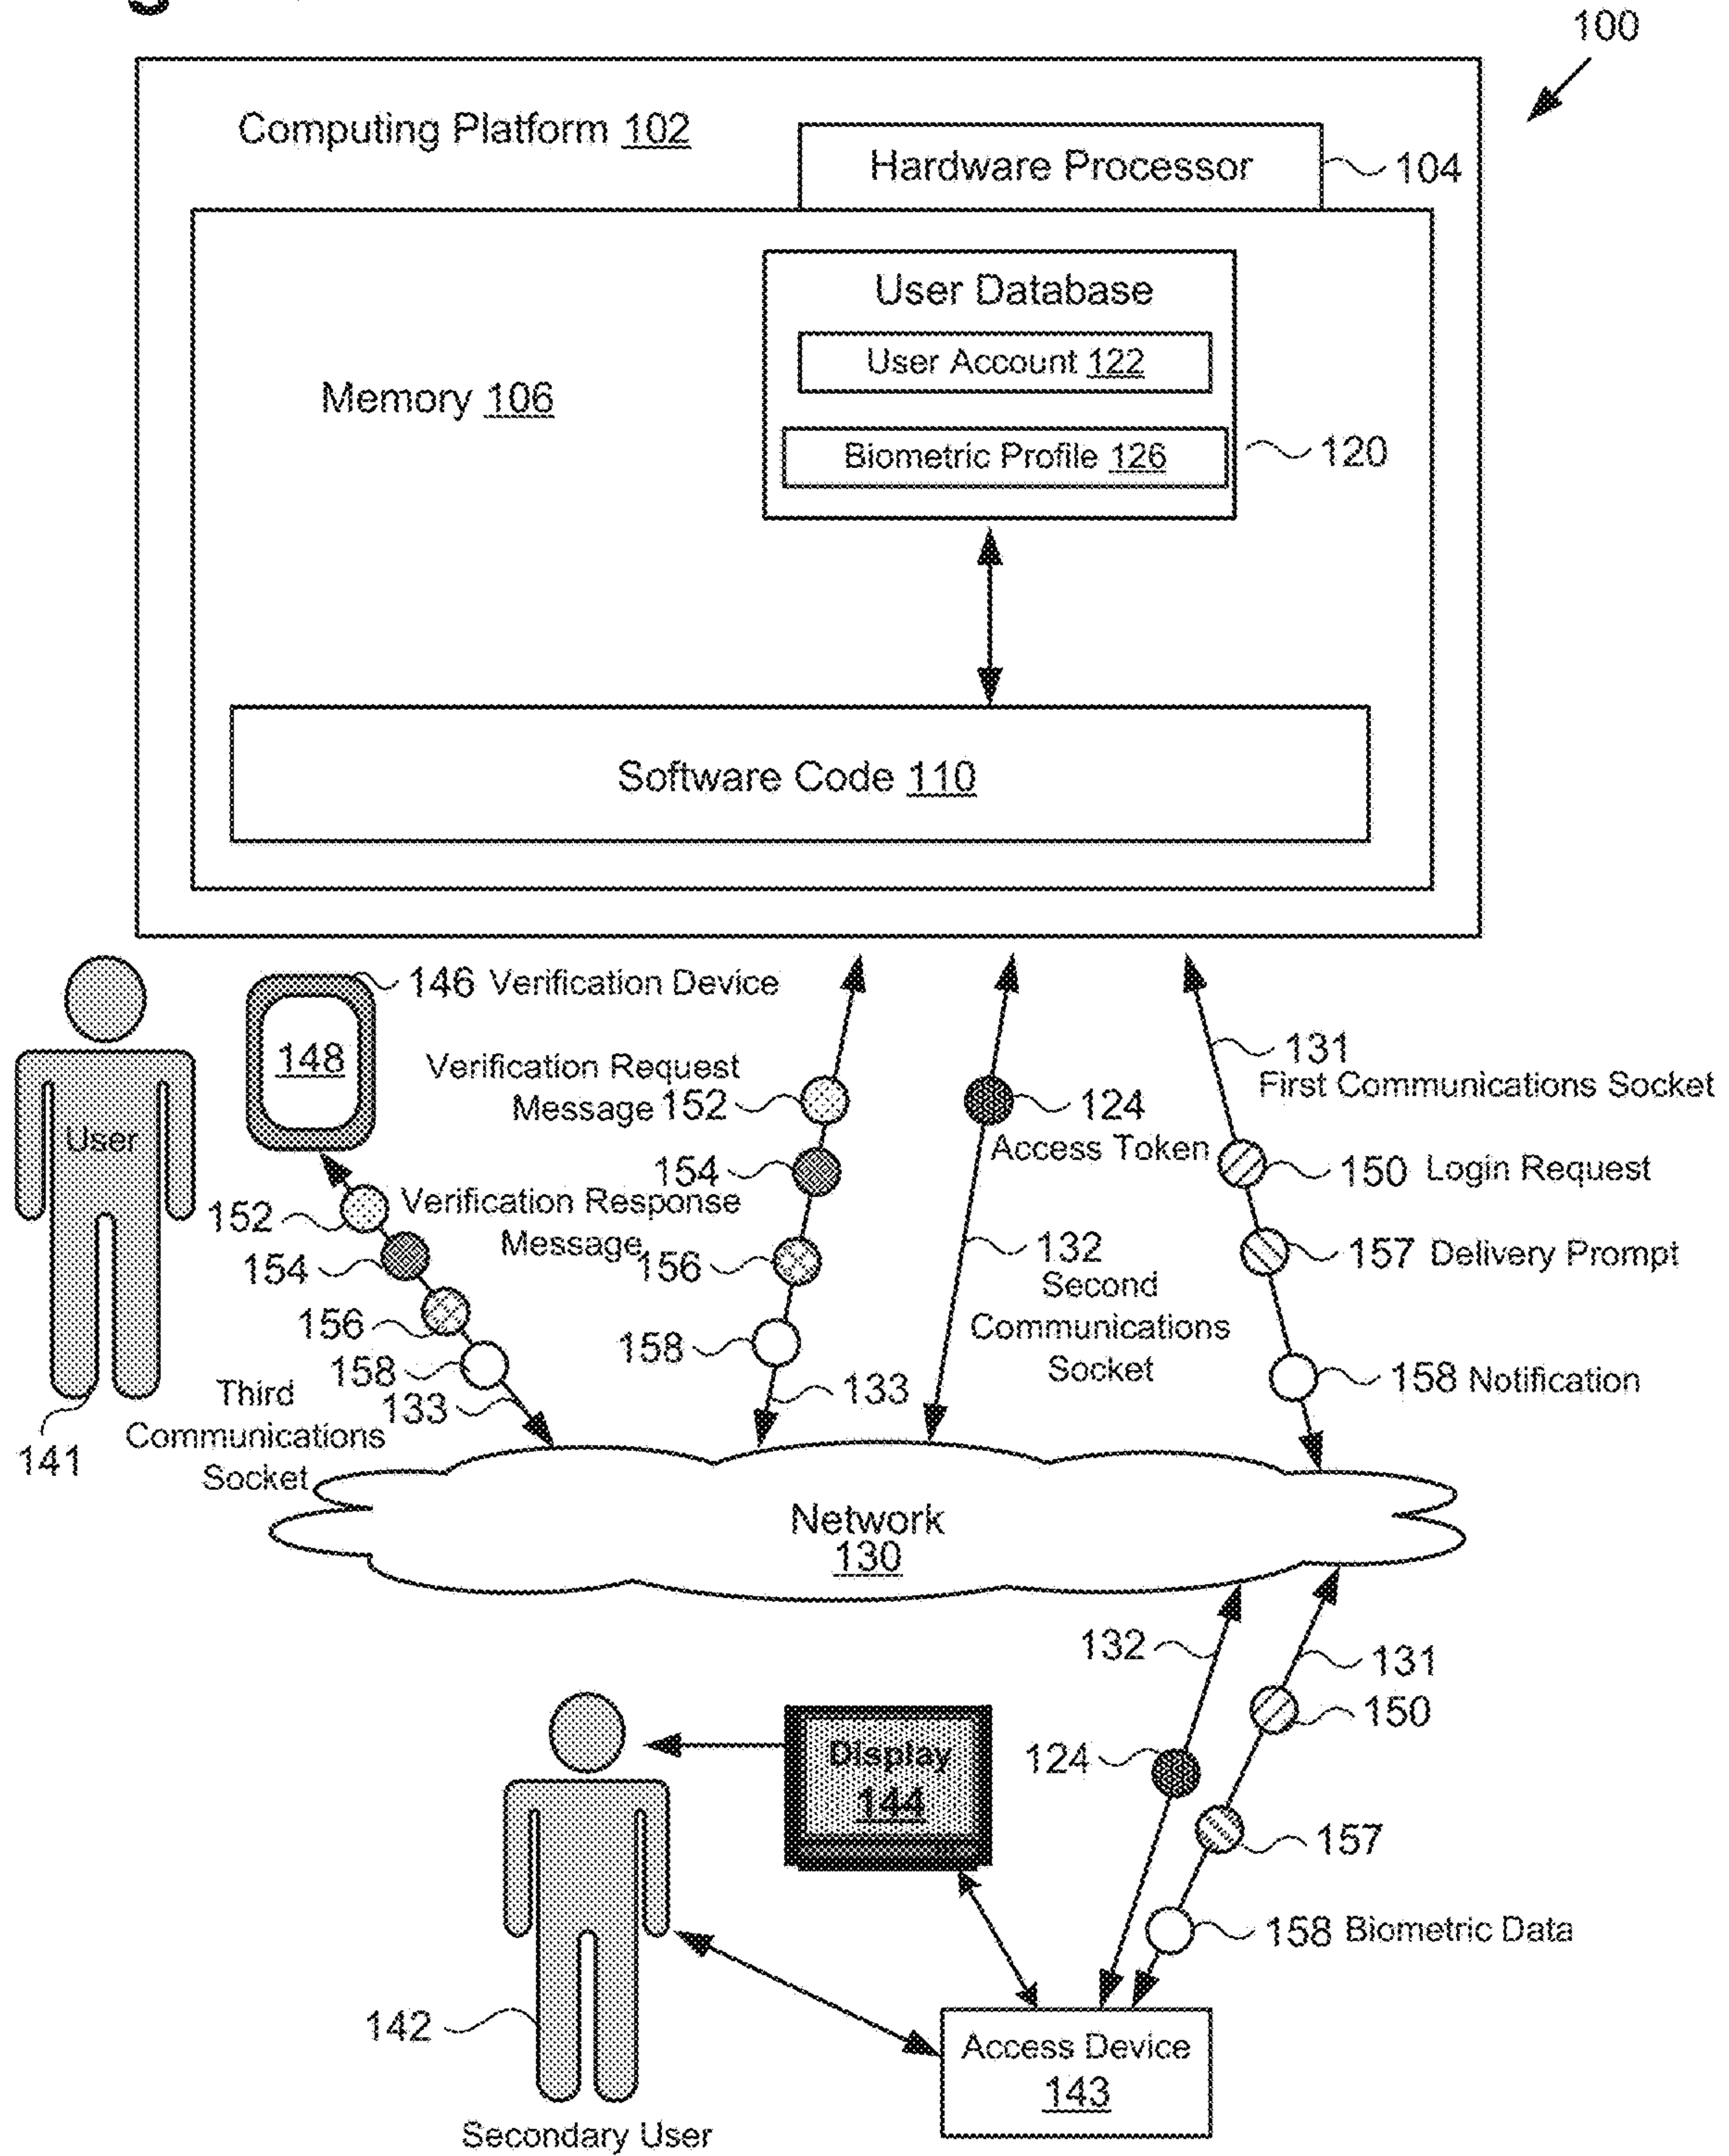 100
Computing Platform 102
Hardware Processor
104
User Database
User Account 122
Memory 106
Biometric Profile 126
120
Software Code 110
146 Verification Device
148
User
Verification Request
Message 152
124
Access Token
131
First Communications Socket
154
150 Login Request
152
Verification Response
Message
156
132
Second
Communications
Socket
157 Delivery Prompt
154
156
158
158
133
133
158 Notification
Third
Communications
Socket
141
Network
130
132
131
150
Display
144
124
157
158 Biometric Data
142
Access Device
143
Secondary User